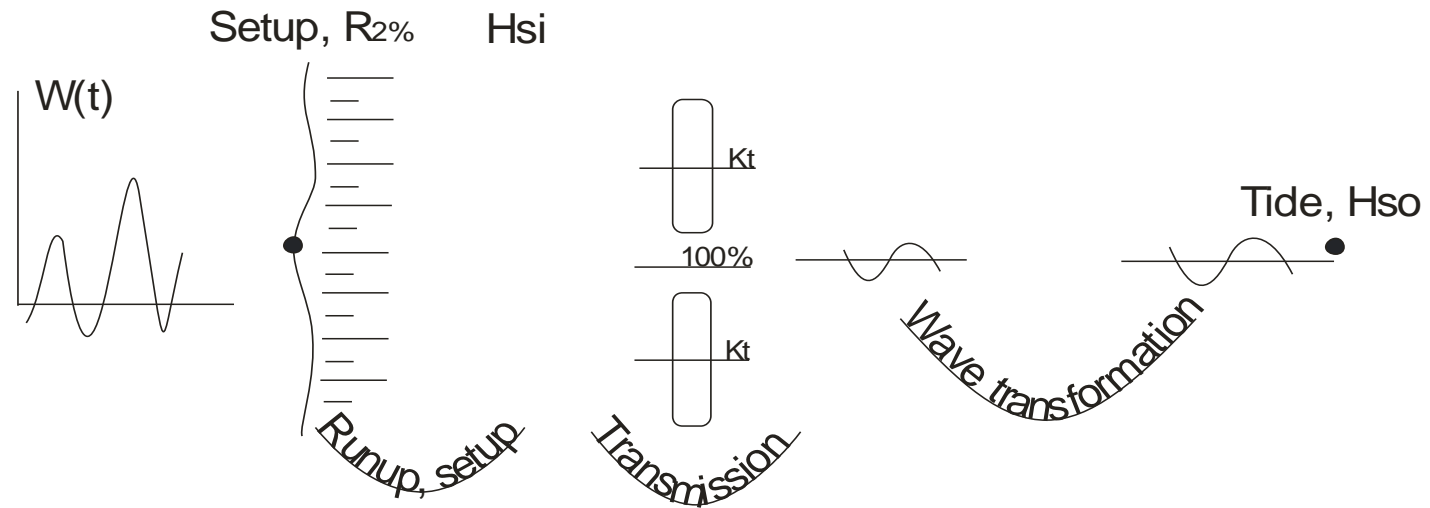 Setup, R2%
Hsi
W(t)
Kt
Tide, Hso
100%
Kt
Wave transformation
Runup, setup
Transmission